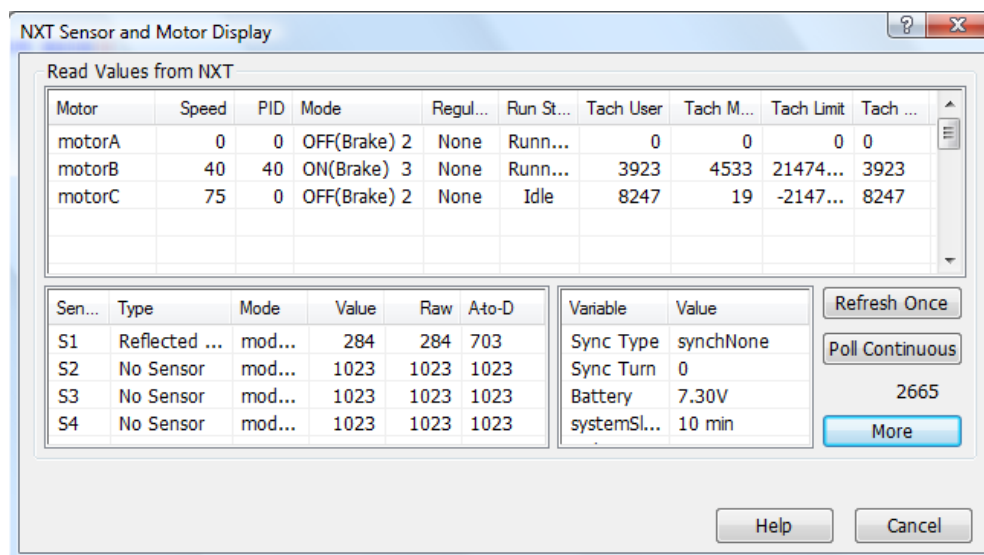 NXT Sensor and Motor Display
Read Values from NXT
Motor Speed PID Mode Regul... Run St... Tach User Tach M... Tach Limit Tach ...
motorA 0 0 OFF(Brake) 2 None Runn... 0 0 0 0
motorB 40 40 ON(Brake) 3 None Runn... 3923 4533 21474... 3923
motorC 75 0 OFF(Brake) 2 None Idle 8247 19 -2147... 8247
Sen... Type Mode Value Raw A-to-D
S1 Reflected ... mod... 284 284 703
S2 No Sensor mod... 1023 1023 1023
S3 No Sensor mod... 1023 1023 1023
S4 No Sensor mod... 1023 1023 1023
Variable Value
Sync Type synchNone
Sync Turn 0
Battery 7.30V
systemSl... 10 min
Refresh Once
Poll Continuous
2665
More
Help Cancel